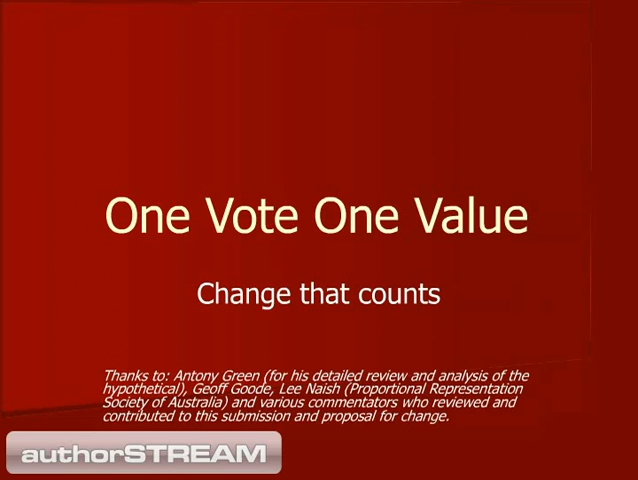 One Vote One Value
Change that counts
Thanks to: Antony Green (for his detailed review and analysis of the
hypothetical), Geoff Goode, Lee Naish (Proportional Representation
Society of Australia) and various commentators who reviewed and
contributed to this submission and proposal for change.
authorSTREAM